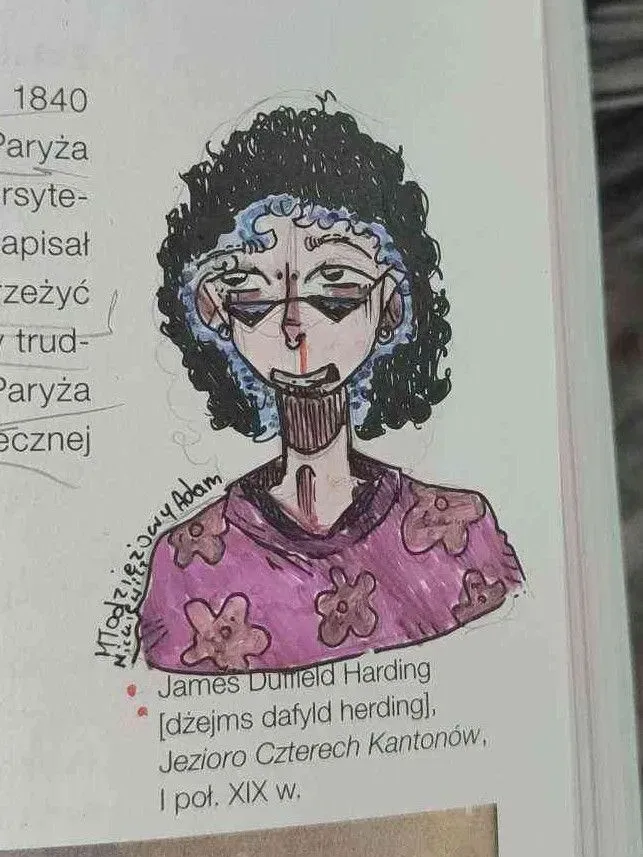 1840
Paryża
rsyte-
apisał
rzeżyć
trud-
Paryża
ecznej
Młodzieżowy Adam
Mickiewicz
James Duffield Harding
[dżejms dafyld herding],
Jezioro Czterech Kantonów,
I poł. XIX w.